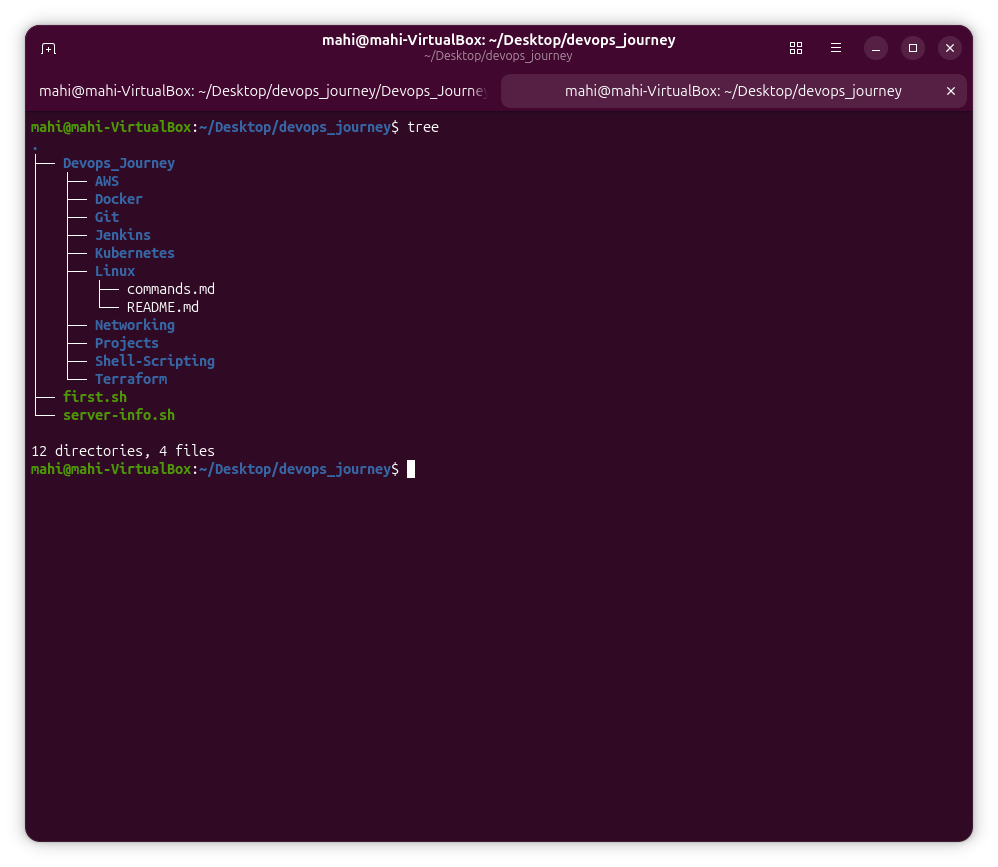 mahi@mahi-VirtualBox: ~/Desktop/devops_journey
~/Desktop/devops_journey
mahi@mahi-VirtualBox: ~/Desktop/devops_journey/Devops_Journey
mahi@mahi-VirtualBox: ~/Desktop/devops_journey
mahi@mahi-VirtualBox:~/Desktop/devops_journey$ tree
.
├── Devops_Journey
│   ├── AWS
│   ├── Docker
│   ├── Git
│   ├── Jenkins
│   ├── Kubernetes
│   ├── Linux
│   │   ├── commands.md
│   │   └── README.md
│   ├── Networking
│   ├── Projects
│   ├── Shell-Scripting
│   └── Terraform
├── first.sh
└── server-info.sh
12 directories, 4 files
mahi@mahi-VirtualBox:~/Desktop/devops_journey$